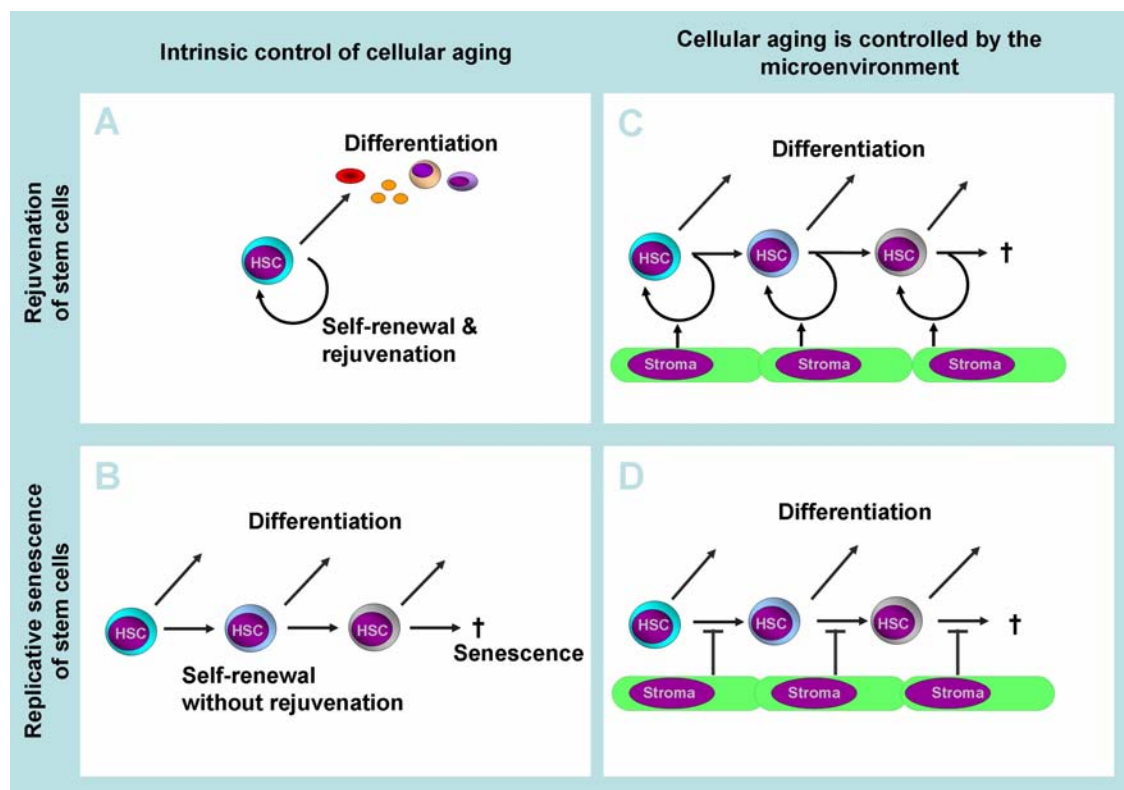 Intrinsic control of cellular aging
Cellular aging is controlled by the
microenvironment
Rejuvenation
of stem cells
A
Differentiation
HSC
Self-renewal &
rejuvenation
C
Differentiation
HSC HSC HSC †
Stroma Stroma Stroma
Replicative senescence
of stem cells
B
Differentiation
HSC HSC HSC †
Senescence
Self-renewal
without rejuvenation
D
Differentiation
HSC HSC HSC †
Stroma Stroma Stroma